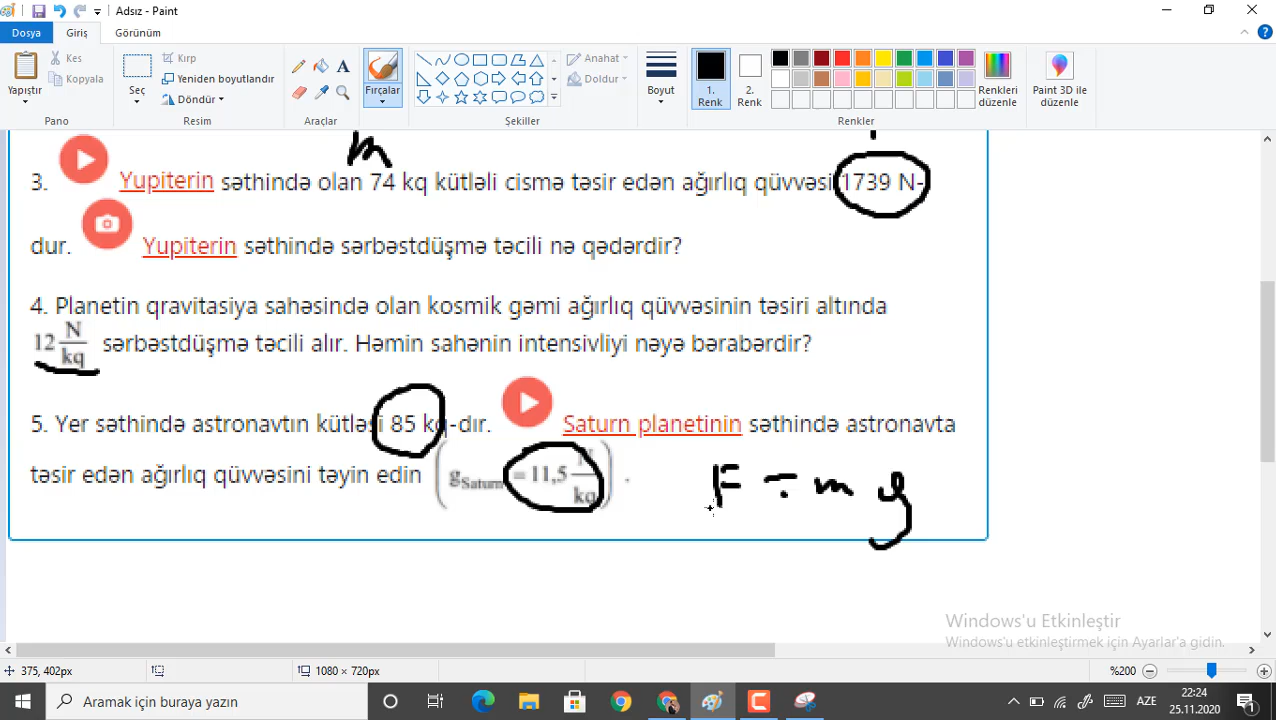 Adsız - Paint
Dosya Giriş Görünüm
Yapıştır
Kes
Kopyala
Pano
Seç
Kırp
Yeniden boyutlandır
Döndür
Resim
Araçlar
Fırçalar
Şekiller
Anahat
Doldur
Boyut
1. Renk
2. Renk
Renkler
Renkleri düzenle
Paint 3D ile düzenle
m
3. Yupiterin səthində olan 74 kq kütləli cismə təsir edən ağırlıq qüvvəsi 1739 N-
dur. Yupiterin səthində sərbəstdüşmə təcili nə qədərdir?
4. Planetin qravitasiya sahəsində olan kosmik gəmi ağırlıq qüvvəsinin təsiri altında
12 N/kq sərbəstdüşmə təcili alır. Həmin sahənin intensivliyi nəyə bərabərdir?
5. Yer səthində astronavtın kütləsi 85 kq-dır. Saturn planetinin səthində astronavta
təsir edən ağırlıq qüvvəsini təyin edin (gSaturn = 11,5 N/kq).
F = m g
Windows'u Etkinleştir
Windows'u etkinleştirmek için Ayarlar'a gidin.
375, 402px
1080 × 720px
%200
Aramak için buraya yazın
AZE
22:24
25.11.2020
1